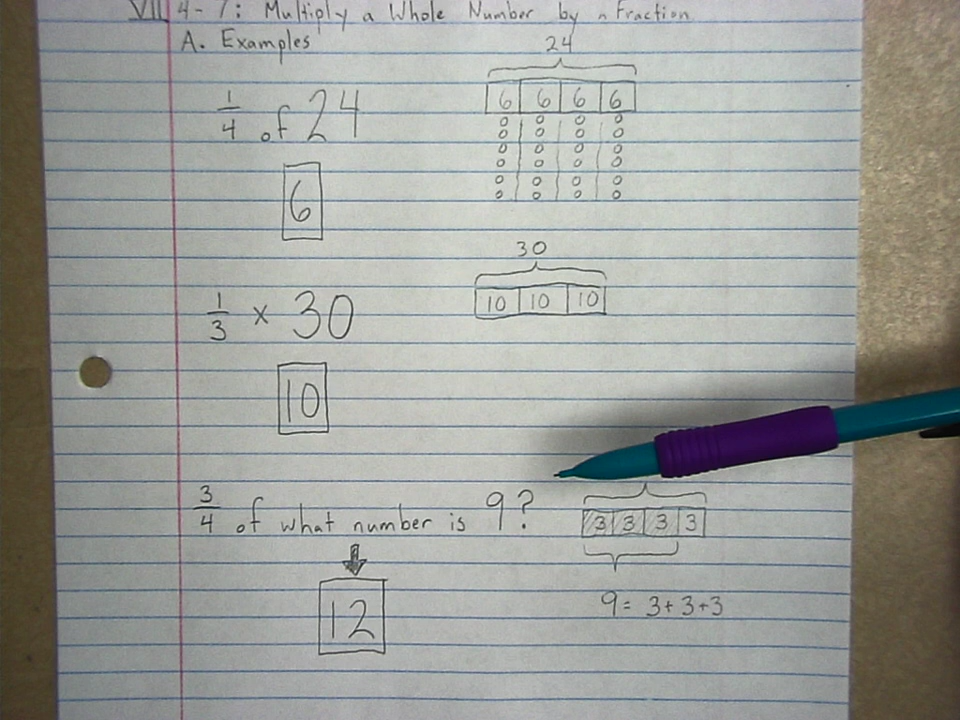 VII 4-7: Multiply a Whole Number by a Fraction
A. Examples
24
1/4 of 24
6 6 6 6
6
30
1/3 × 30
10 10 10
10
3/4 of what number is 9?
3 3 3 3
12
9 = 3+3+3